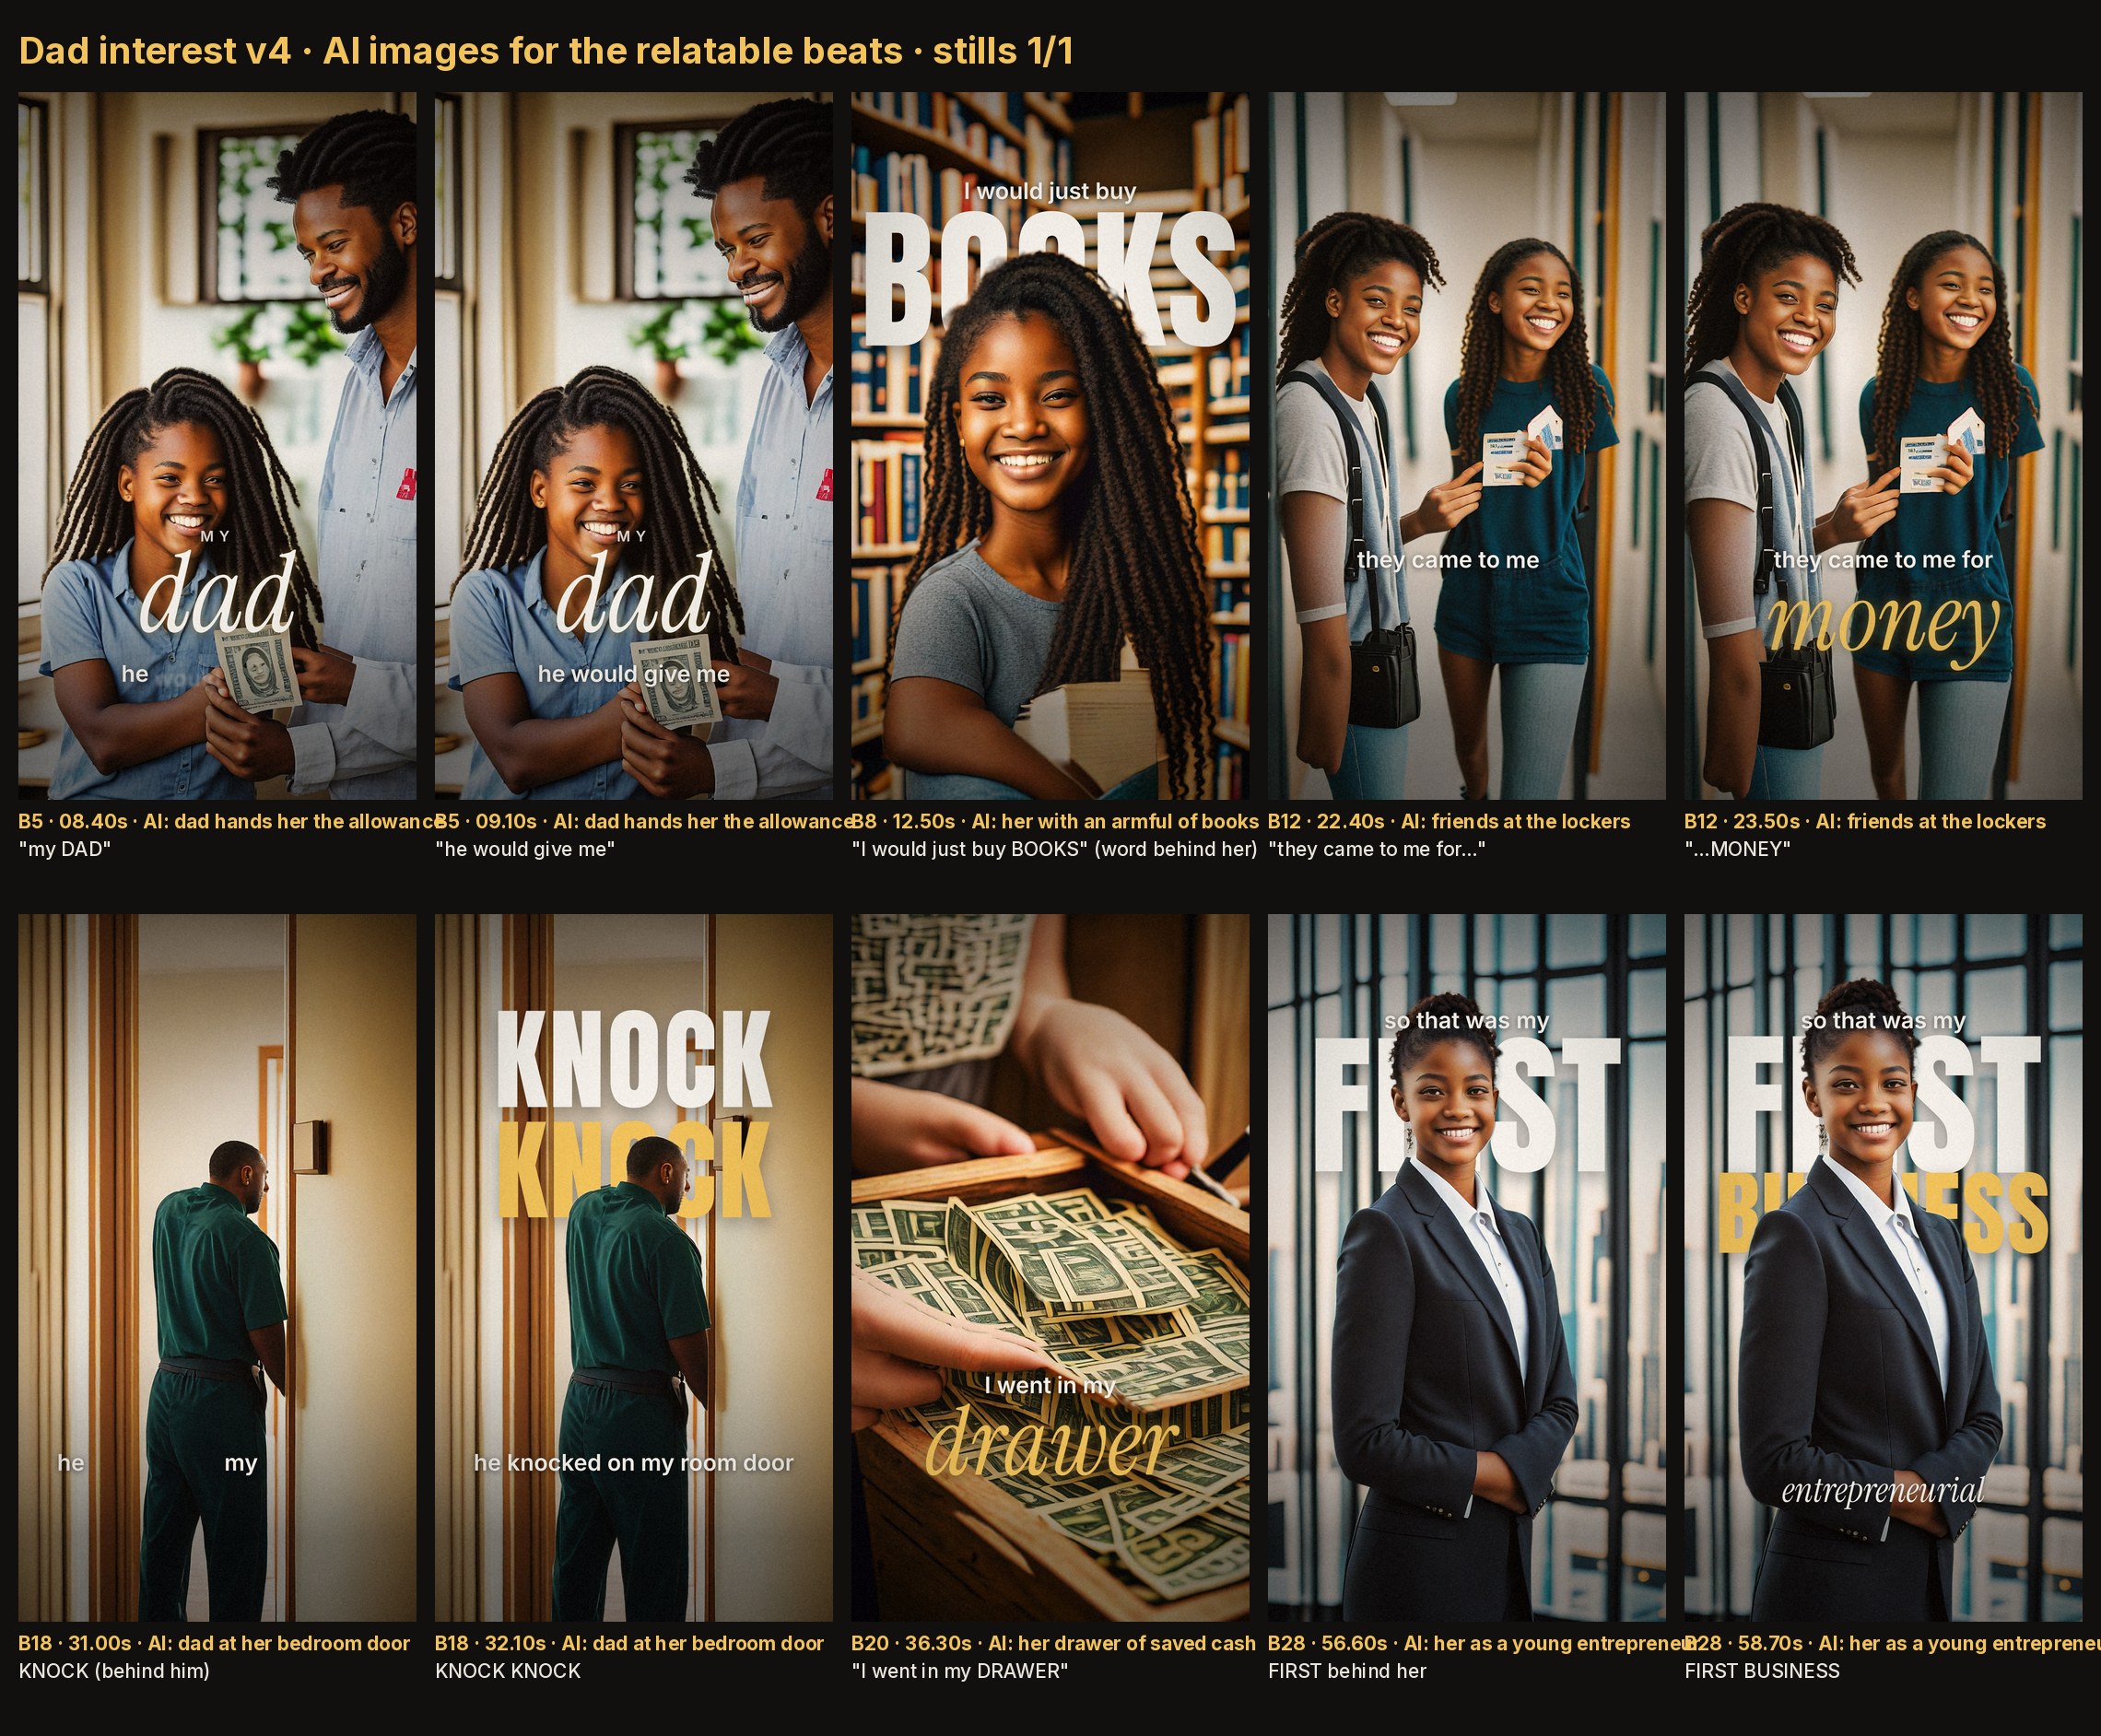 Dad interest v4 · AI images for the relatable beats · stills 1/1
MY
dad
he
MY
dad
he would give me
I would just buy
BOOKS
they came to me
they came to me for
money
B5 · 08.40s · AI: dad hands her the allowance
"my DAD"
B5 · 09.10s · AI: dad hands her the allowance
"he would give me"
B8 · 12.50s · AI: her with an armful of books
"I would just buy BOOKS" (word behind her)
B12 · 22.40s · AI: friends at the lockers
"they came to me for..."
B12 · 23.50s · AI: friends at the lockers
"...MONEY"
he my
KNOCK
KNOCK
he knocked on my room door
I went in my
drawer
so that was my
FIRST
so that was my
FIRST
BUSINESS
entrepreneurial
B18 · 31.00s · AI: dad at her bedroom door
KNOCK (behind him)
B18 · 32.10s · AI: dad at her bedroom door
KNOCK KNOCK
B20 · 36.30s · AI: her drawer of saved cash
"I went in my DRAWER"
B28 · 56.60s · AI: her as a young entrepreneur
FIRST behind her
B28 · 58.70s · AI: her as a young entrepreneu
FIRST BUSINESS